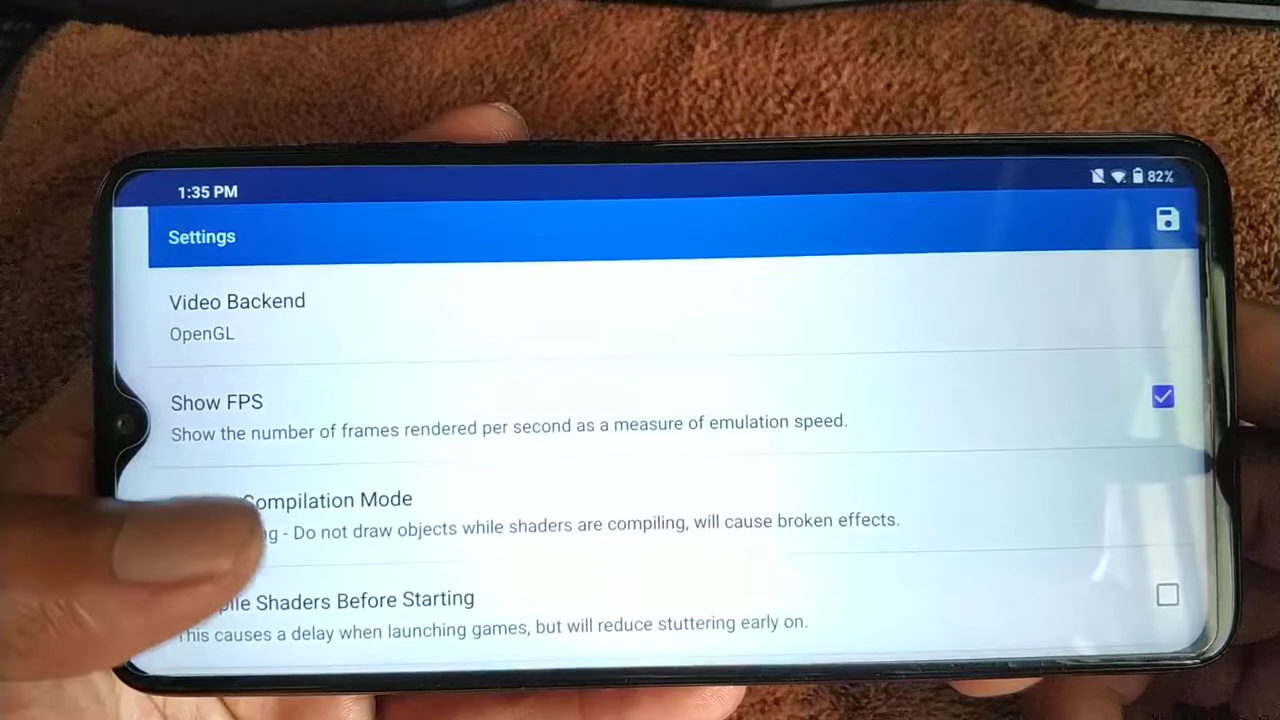 1:35 PM
82%
Settings
Video Backend
OpenGL
Show FPS
Show the number of frames rendered per second as a measure of emulation speed.
Compilation Mode
- Do not draw objects while shaders are compiling, will cause broken effects.
Shaders Before Starting
This causes a delay when launching games, but will reduce stuttering early on.